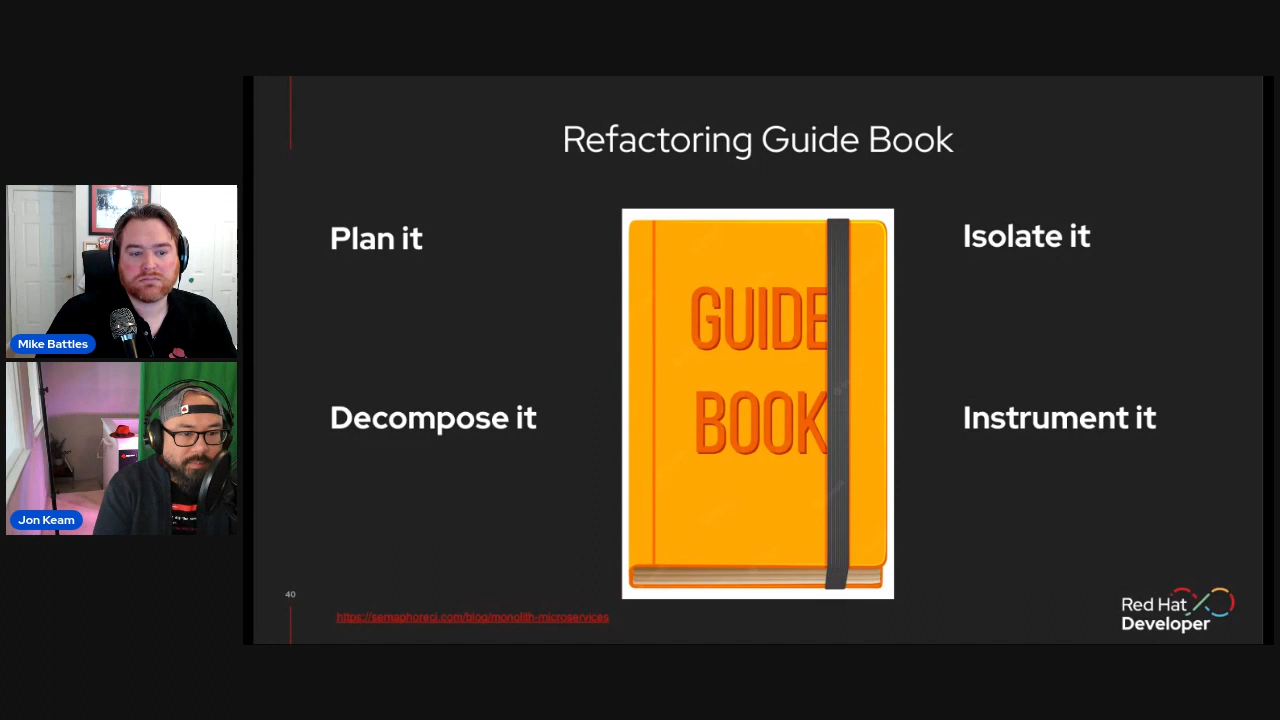 Refactoring Guide Book
Plan it
Isolate it
GUIDE
BOOK
Decompose it
Instrument it
Mike Battles
Jon Keam
40
https://semaphoreci.com/blog/monolith-microservices
Red Hat
Developer